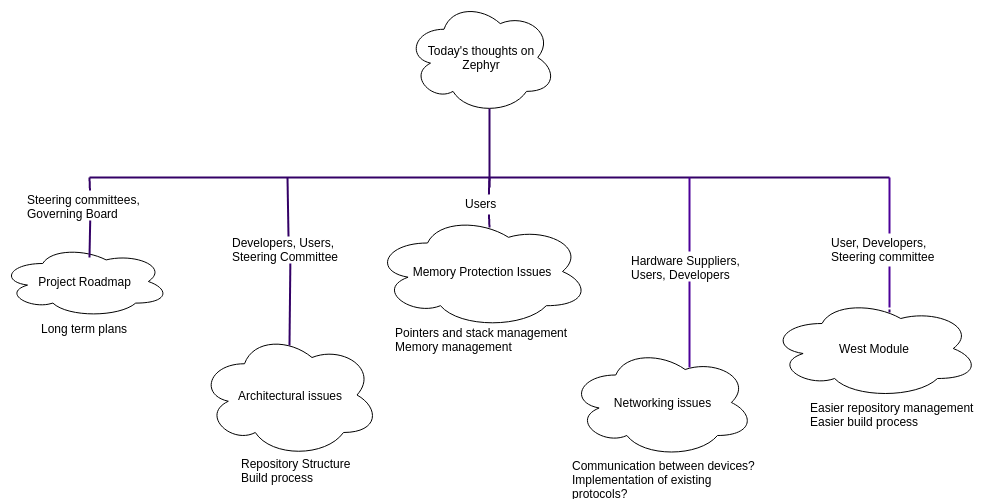 Today's thoughts on
Zephyr
Steering committees,
Governing Board
Project Roadmap
Long term plans
Developers, Users,
Steering Committee
Architectural issues
Repository Structure
Build process
Users
Memory Protection Issues
Pointers and stack management
Memory management
Hardware Suppliers,
Users, Developers
Networking issues
Communication between devices?
Implementation of existing
protocols?
User, Developers,
Steering committee
West Module
Easier repository management
Easier build process